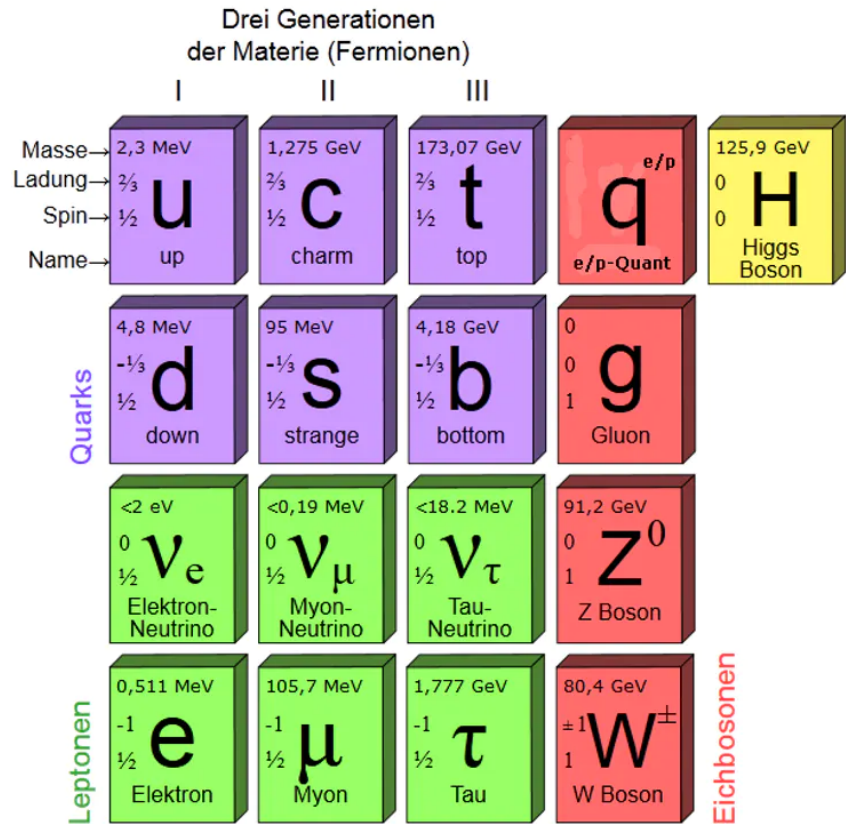 Drei Generationen
der Materie (Fermionen)
I II III
Masse→
Ladung→
Spin→
Name→
2,3 MeV
⅔
½
u
up
1,275 GeV
⅔
½
c
charm
173,07 GeV
⅔
½
t
top
e/p
q
e/p-Quant
125,9 GeV
0
0
H
Higgs
Boson
Quarks
4,8 MeV
-⅓
½
d
down
95 MeV
-⅓
½
s
strange
4,18 GeV
-⅓
½
b
bottom
0
0
1
g
Gluon
<2 eV
0
½
νe
Elektron-
Neutrino
<0,19 MeV
0
½
νμ
Myon-
Neutrino
<18.2 MeV
0
½
ντ
Tau-
Neutrino
91,2 GeV
0
1
Z⁰
Z Boson
Leptonen
0,511 MeV
-1
½
e
Elektron
105,7 MeV
-1
½
μ
Myon
1,777 GeV
-1
½
τ
Tau
80,4 GeV
±1
1
W±
W Boson
Eichbosonen